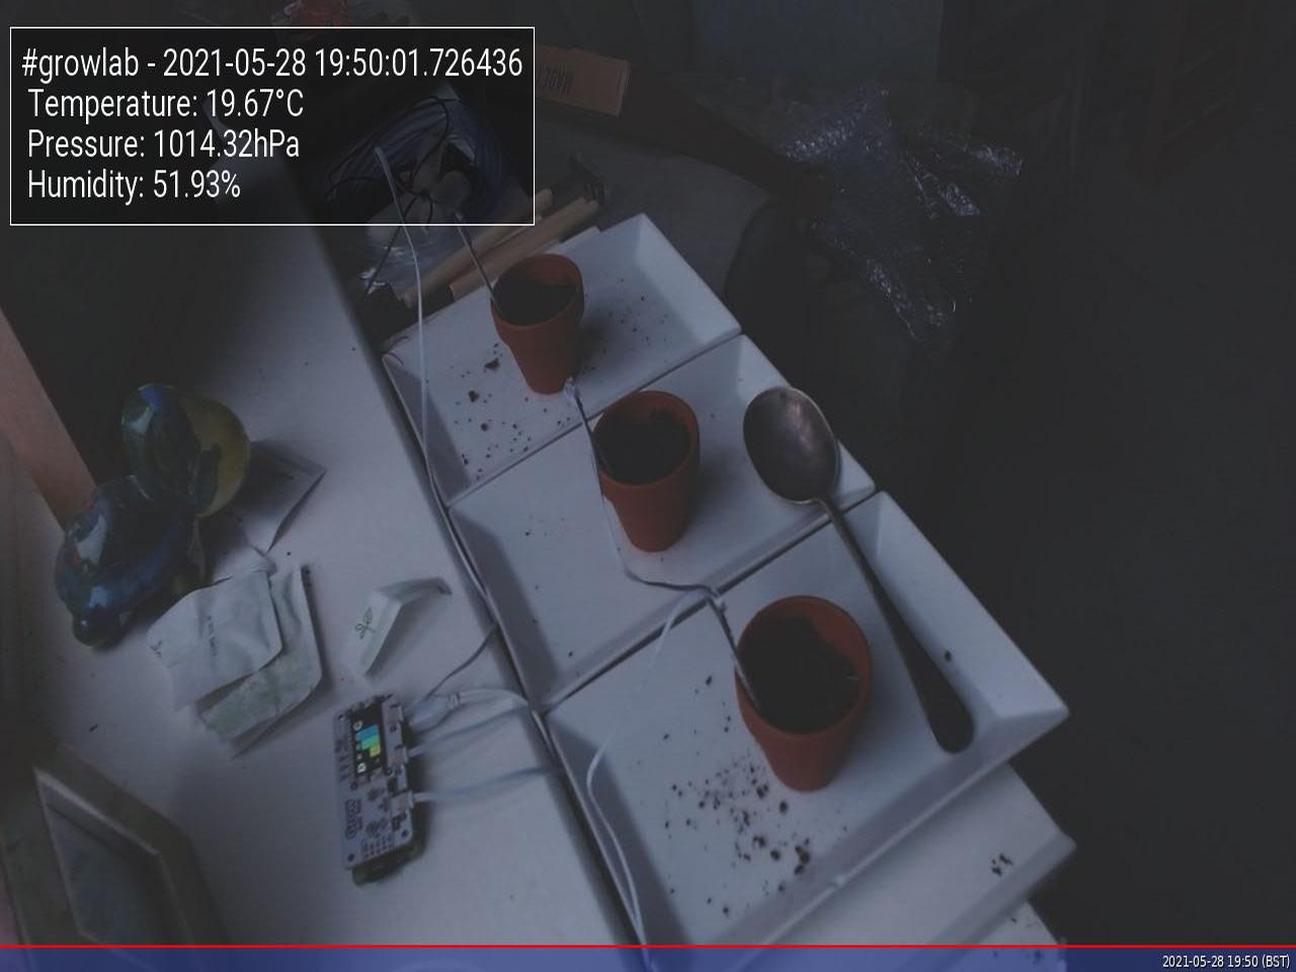 #growlab - 2021-05-28 19:50:01.726436
Temperature: 19.67°C
Pressure: 1014.32hPa
Humidity: 51.93%
2021-05-28 19:50 (BST)